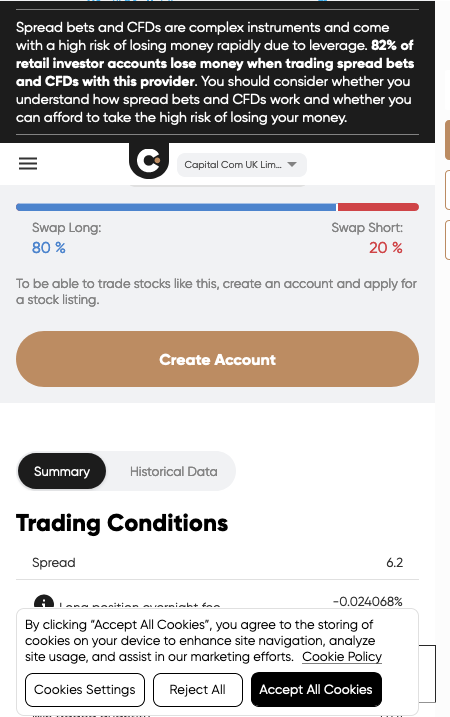 Spread bets and CFDs are complex instruments and come
with a high risk of losing money rapidly due to leverage. 82% of
retail investor accounts lose money when trading spread bets
and CFDs with this provider. You should consider whether you
understand how spread bets and CFDs work and whether you
can afford to take the high risk of losing your money.
Capital Com UK Lim...
Swap Long: Swap Short:
80 % 20 %
To be able to trade stocks like this, create an account and apply for
a stock listing.
Create Account
Summary Historical Data
Trading Conditions
Spread 6.2
Long position overnight fee -0.024068%
By clicking “Accept All Cookies”, you agree to the storing of
cookies on your device to enhance site navigation, analyze
site usage, and assist in our marketing efforts. Cookie Policy
Cookies Settings Reject All Accept All Cookies